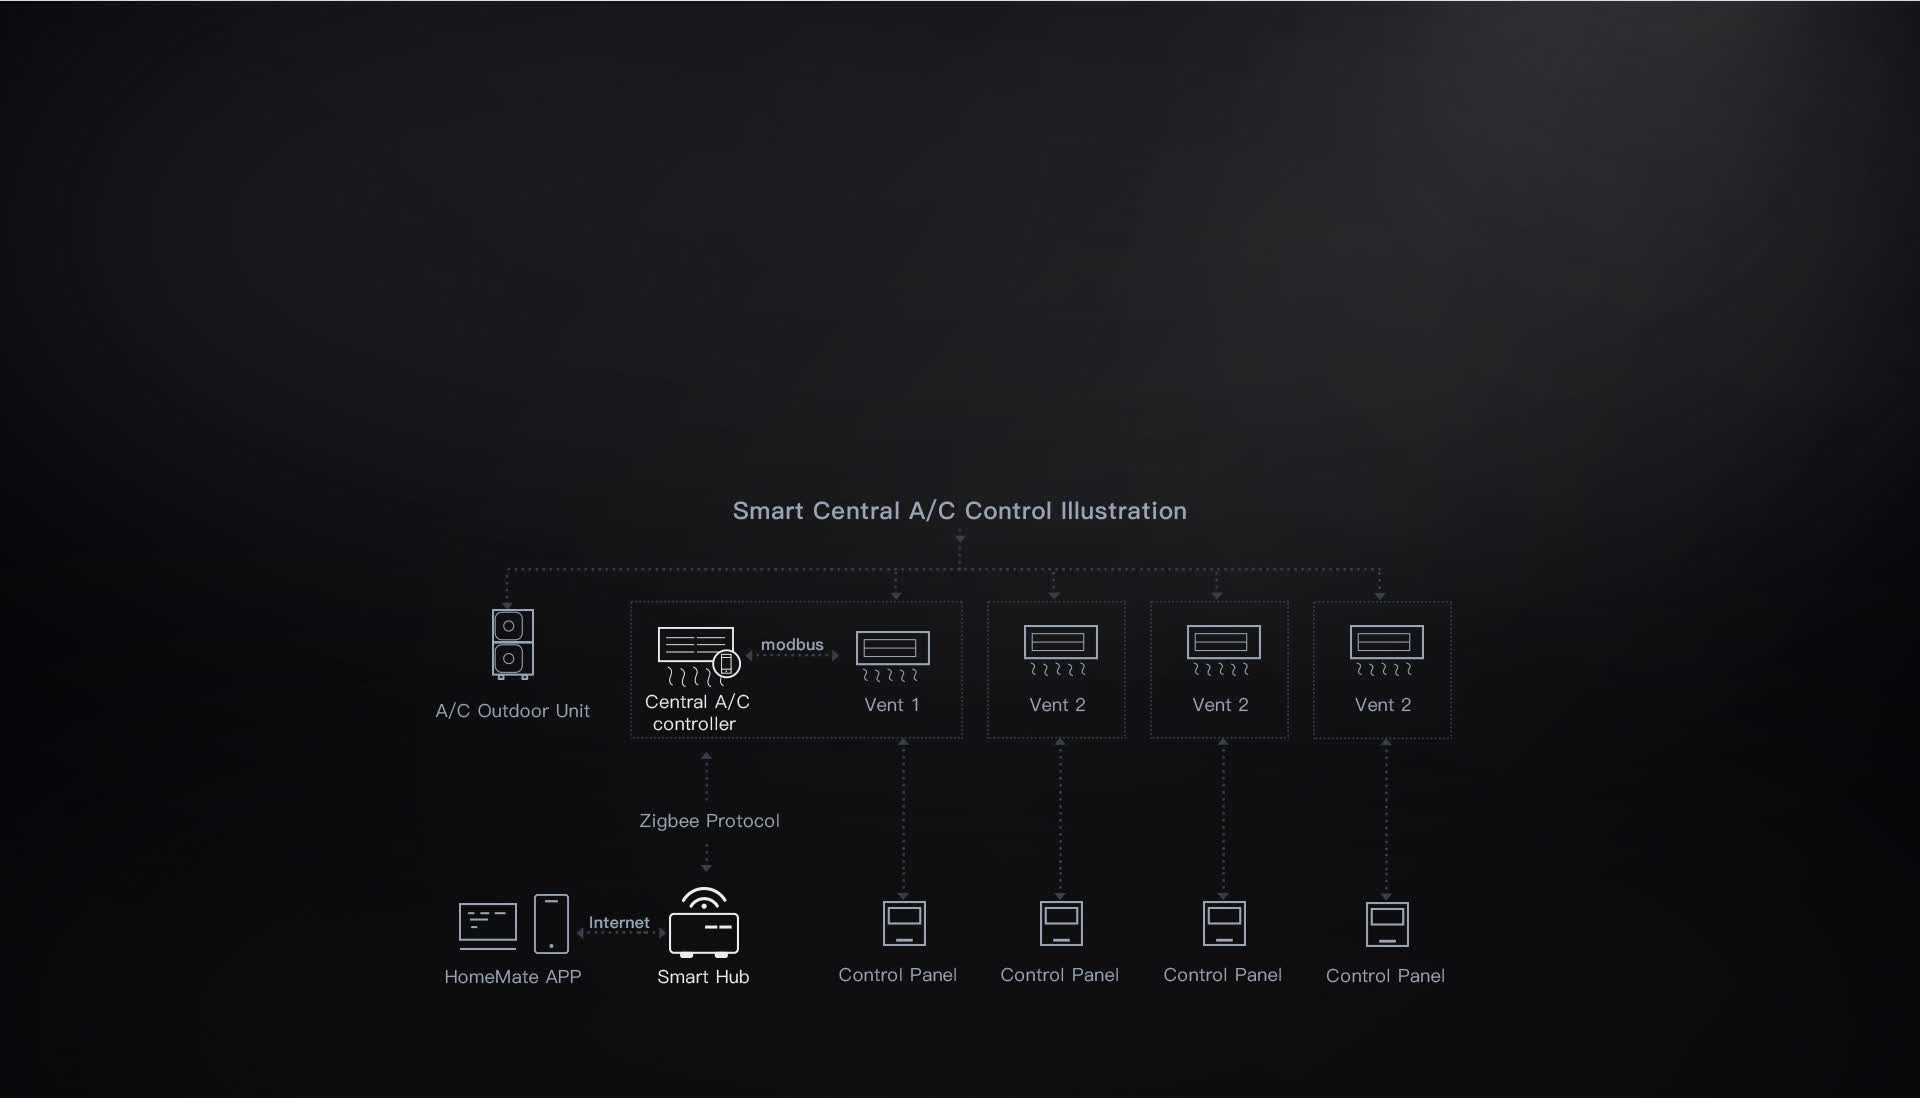 Smart Central A/C Control Illustration
modbus
Central A/C
controller
Vent 1
Vent 2
Vent 2
Vent 2
A/C Outdoor Unit
Zigbee Protocol
Internet
HomeMate APP
Smart Hub
Control Panel
Control Panel
Control Panel
Control Panel